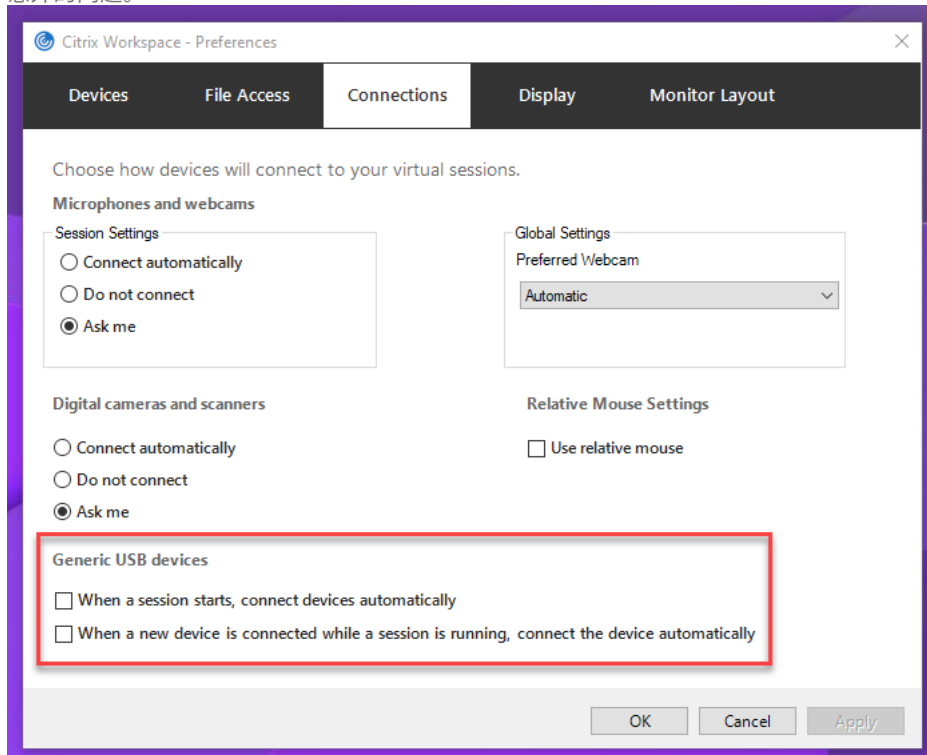 Citrix Workspace - Preferences
Devices File Access Connections Display Monitor Layout
Choose how devices will connect to your virtual sessions.
Microphones and webcams
Session Settings
Connect automatically
Do not connect
Ask me
Global Settings
Preferred Webcam
Automatic
Digital cameras and scanners
Connect automatically
Do not connect
Ask me
Relative Mouse Settings
Use relative mouse
Generic USB devices
When a session starts, connect devices automatically
When a new device is connected while a session is running, connect the device automatically
OK Cancel Apply